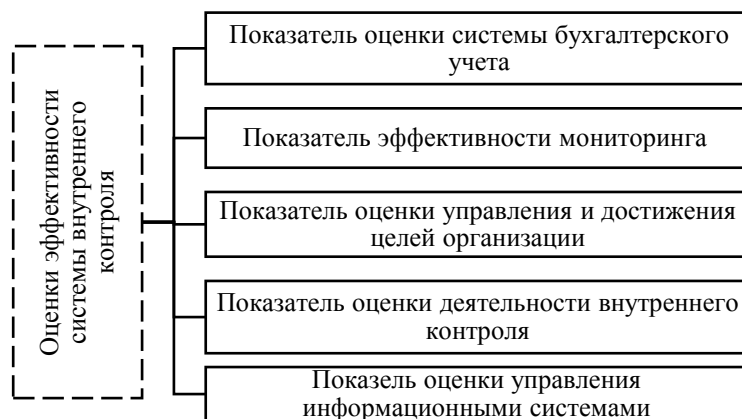 Оценки эффективности
системы внутреннего
контроля
Показатель оценки системы бухгалтерского
учета
Показатель эффективности мониторинга
Показатель оценки управления и достижения
целей организации
Показатель оценки деятельности внутреннего
контроля
Показель оценки управления
информационными системами